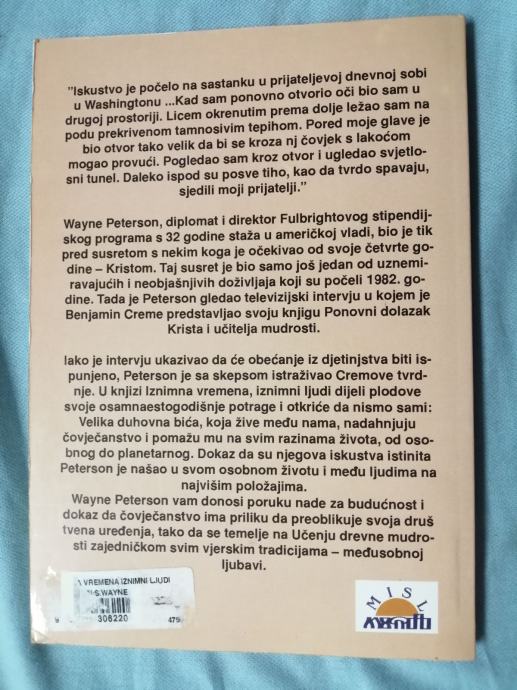 "Iskustvo je počelo na sastanku u prijateljevoj dnevnoj sobi
u Washingtonu ...Kad sam ponovno otvorio oči bio sam u
drugoj prostoriji. Licem okrenutim prema dolje ležao sam na
podu prekrivenom tamnosivim tepihom. Pored moje glave je
bio otvor tako velik da bi se kroza nj čovjek s lakoćom
mogao provući. Pogledao sam kroz otvor i ugledao svjetlo-
sni tunel. Daleko ispod su posve tiho, kao da tvrdo spavaju,
sjedili moji prijatelji."
Wayne Peterson, diplomat i direktor Fulbrightovog stipendij-
skog programa s 32 godine staža u američkoj vladi, bio je tik
pred susretom s nekim koga je očekivao od svoje četvrte go-
dine – Kristom. Taj susret je bio samo još jedan od uznemi-
ravajućih i neobjašnjivih doživljaja koji su počeli 1982. go-
dine. Tada je Peterson gledao televizijski intervju u kojem je
Benjamin Creme predstavljao svoju knjigu Ponovni dolazak
Krista i učitelja mudrosti.
Iako je intervju ukazivao da će obećanje iz djetinjstva biti is-
punjeno, Peterson je sa skepsom istraživao Cremove tvrd-
nje. U knjizi Iznimna vremena, iznimni ljudi dijeli plodove
svoje osamnaestogodišnje potrage i otkriće da nismo sami:
Velika duhovna bića, koja žive među nama, nadahnjuju
čovječanstvo i pomažu mu na svim razinama života, od oso-
bnog do planetarnog. Dokaz da su njegova iskustva istinita
Peterson je našao u svom osobnom životu i među ljudima na
najvišim položajima.
Wayne Peterson vam donosi poruku nade za budućnost i
dokaz da čovječanstvo ima priliku da preoblikuje svoja druš
tvena uređenja, tako da se temelje na Učenju drevne mudro-
sti zajedničkom svim vjerskim tradicijama – međusobnoj
ljubavi.
A VREMENA IZNIMNI LJUDI
S.WAYNE
9 306220 479
MISL